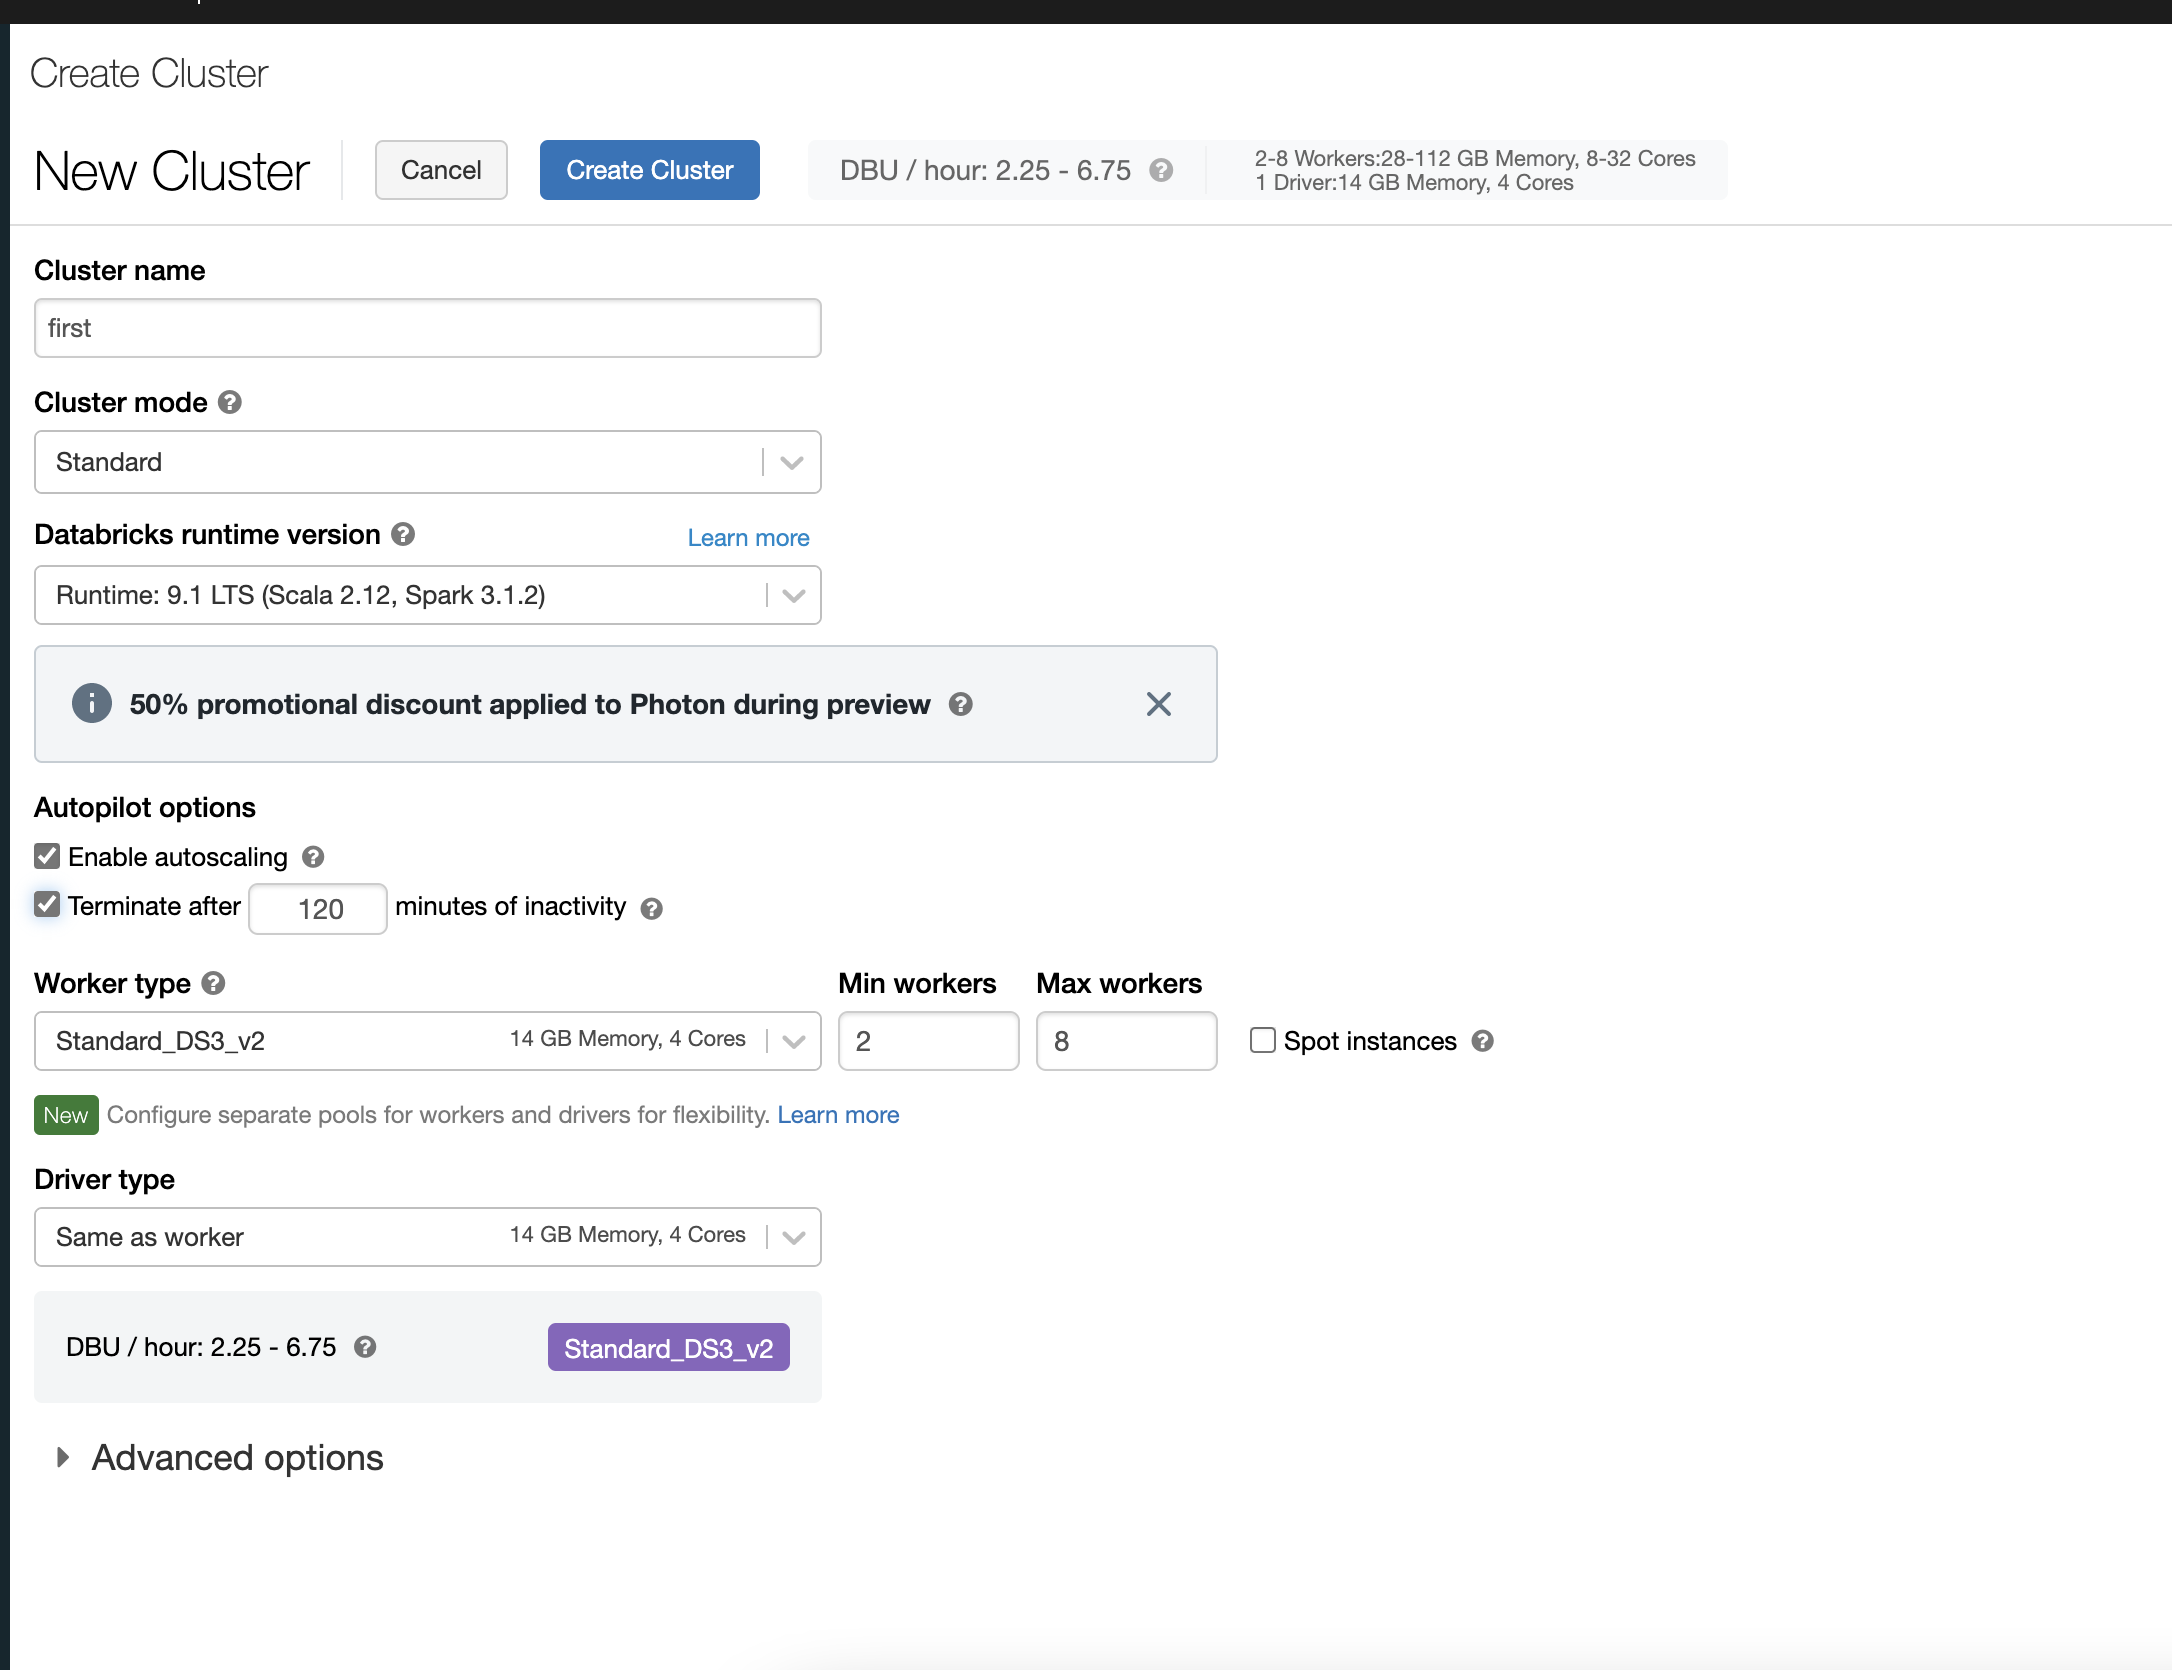 Create Cluster
New Cluster
Cancel
Create Cluster
DBU / hour: 2.25 - 6.75 ?
2-8 Workers:28-112 GB Memory, 8-32 Cores
1 Driver:14 GB Memory, 4 Cores
Cluster name
first
Cluster mode ?
Standard
Databricks runtime version ?
Learn more
Runtime: 9.1 LTS (Scala 2.12, Spark 3.1.2)
50% promotional discount applied to Photon during preview ?
Autopilot options
Enable autoscaling ?
Terminate after 120 minutes of inactivity ?
Worker type ?
Min workers
Max workers
Standard_DS3_v2 14 GB Memory, 4 Cores
2
8
Spot instances ?
New Configure separate pools for workers and drivers for flexibility. Learn more
Driver type
Same as worker 14 GB Memory, 4 Cores
DBU / hour: 2.25 - 6.75 ?
Standard_DS3_v2
Advanced options